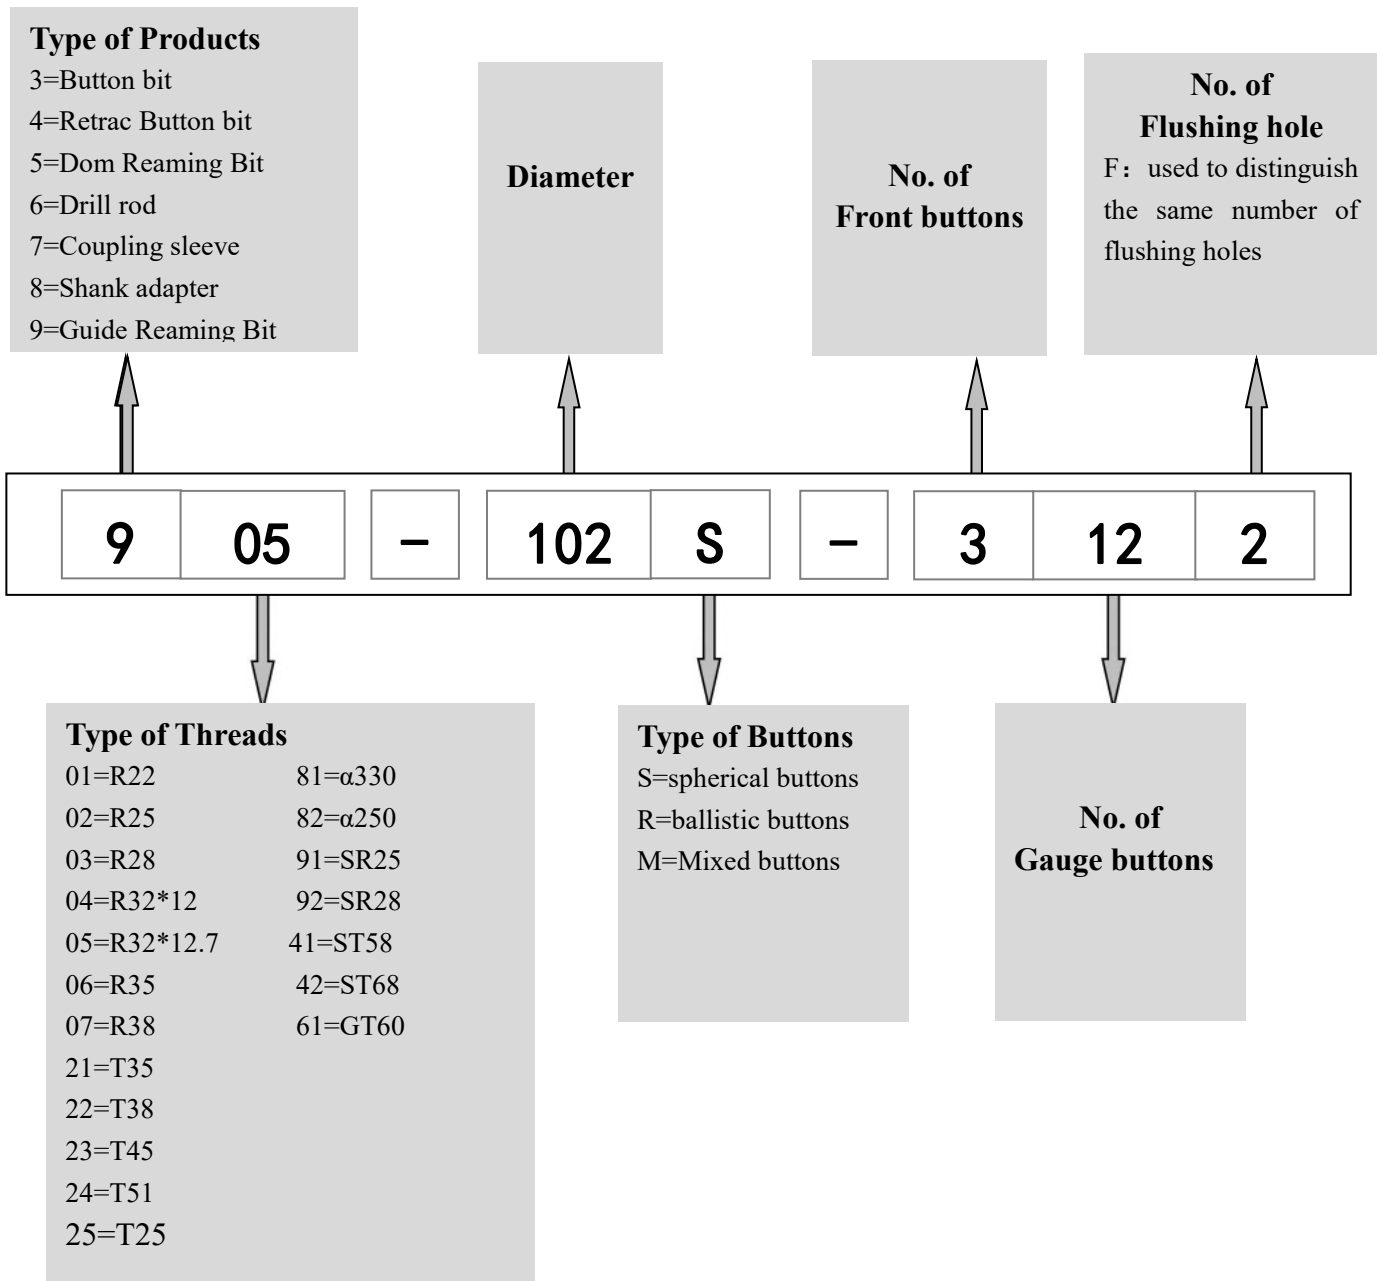 Type of Products
3=Button bit
4=Retrac Button bit
5=Dom Reaming Bit
6=Drill rod
7=Coupling sleeve
8=Shank adapter
9=Guide Reaming Bit
Diameter
No. of
Front buttons
No. of
Flushing hole
F：used to distinguish
the same number of
flushing holes
9 05 - 102 S - 3 12 2
Type of Threads
01=R22 81=α330
02=R25 82=α250
03=R28 91=SR25
04=R32*12 92=SR28
05=R32*12.7 41=ST58
06=R35 42=ST68
07=R38 61=GT60
21=T35
22=T38
23=T45
24=T51
25=T25
Type of Buttons
S=spherical buttons
R=ballistic buttons
M=Mixed buttons
No. of
Gauge buttons